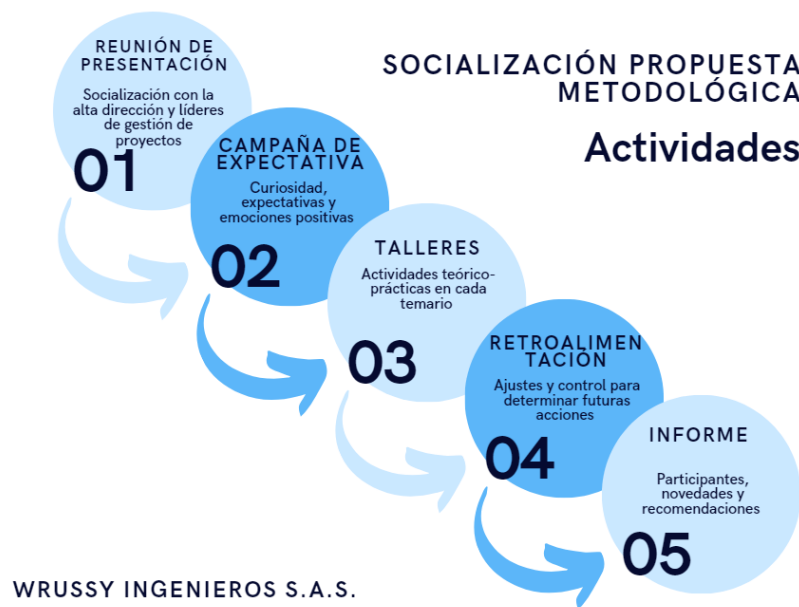 SOCIALIZACIÓN PROPUESTA
METODOLÓGICA
Actividades
REUNIÓN DE
PRESENTACIÓN
Socialización con la
alta dirección y líderes
de gestión de
proyectos
01
CAMPAÑA DE
EXPECTATIVA
Curiosidad,
expectativas y
emociones positivas
02
TALLERES
Actividades teórico-
prácticas en cada
temario
03
RETROALIMEN
TACIÓN
Ajustes y control para
determinar futuras
acciones
04
INFORME
Participantes,
novedades y
recomendaciones
05
WRUSSY INGENIEROS S.A.S.